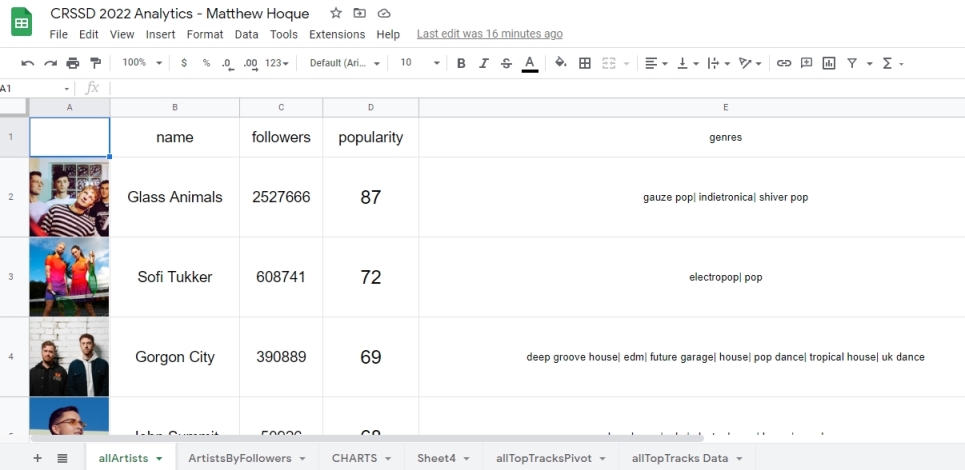 CRSSD 2022 Analytics - Matthew Hoque
File Edit View Insert Format Data Tools Extensions Help Last edit was 16 minutes ago
100% $ % .0 .00 123 Default (Ari... 10 B I S A
A1 fx
A B C D E
1 name followers popularity genres
2 Glass Animals 2527666 87 gauze pop| indietronica| shiver pop
3 Sofi Tukker 608741 72 electropop| pop
4 Gorgon City 390889 69 deep groove house| edm| future garage| house| pop dance| tropical house| uk dance
John Summit
+ allArtists ArtistsByFollowers CHARTS Sheet4 allTopTracksPivot allTopTracks Data